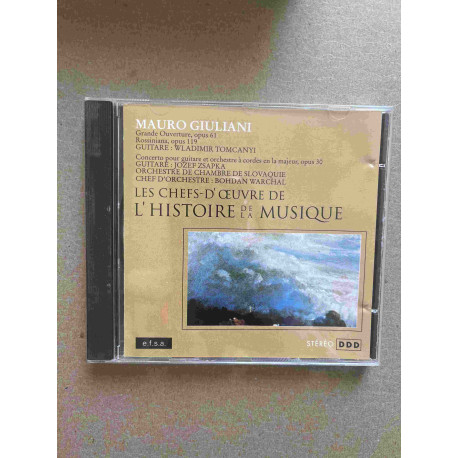 MAURO GIULIANI
Grande Ouverture, opus 61
Rossiniana, opus 119
GUITARE : WLADIMIR TOMCANYI
Concerto pour guitare et orchestre à cordes en la majeur, opus 30
GUITARE : JOZEF ZSAPKA
ORCHESTRE DE CHAMBRE DE SLOVAQUIE
CHEF D'ORCHESTRE : BOHDAN WARCHAL
LES CHEFS-D'ŒUVRE DE
L'HISTOIRE DE LA MUSIQUE
e.f.s.a.
STÉRÉO DDD